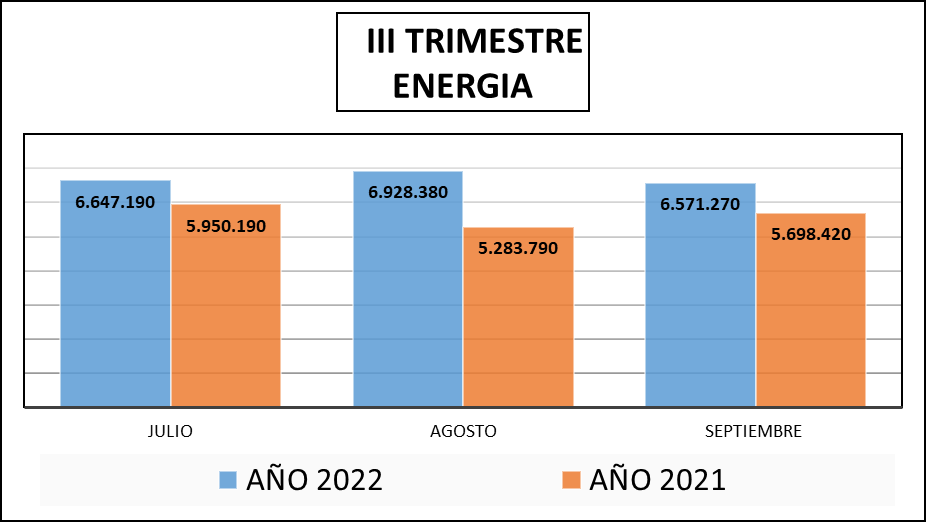 III TRIMESTRE
ENERGIA
6.647.190
5.950.190
6.928.380
5.283.790
6.571.270
5.698.420
JULIO
AGOSTO
SEPTIEMBRE
AÑO 2022
AÑO 2021